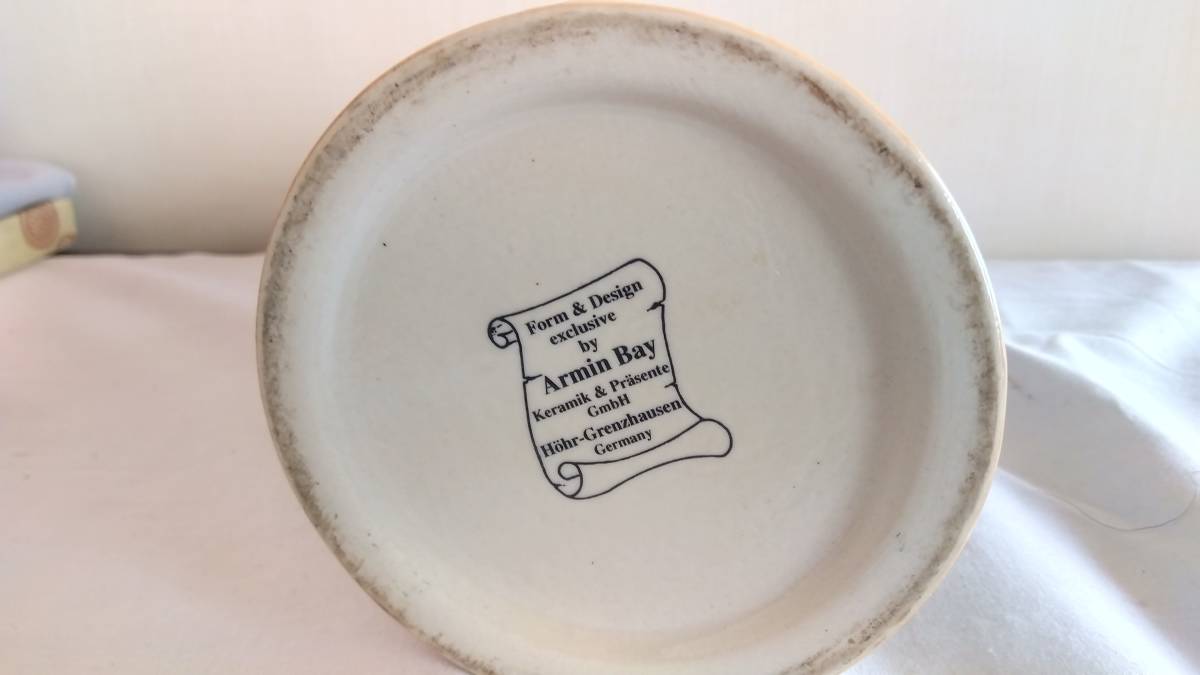 Form & Design
exclusive
by
Armin Bay
Keramik & Präsente
GmbH
Höhr-Grenzhausen
Germany